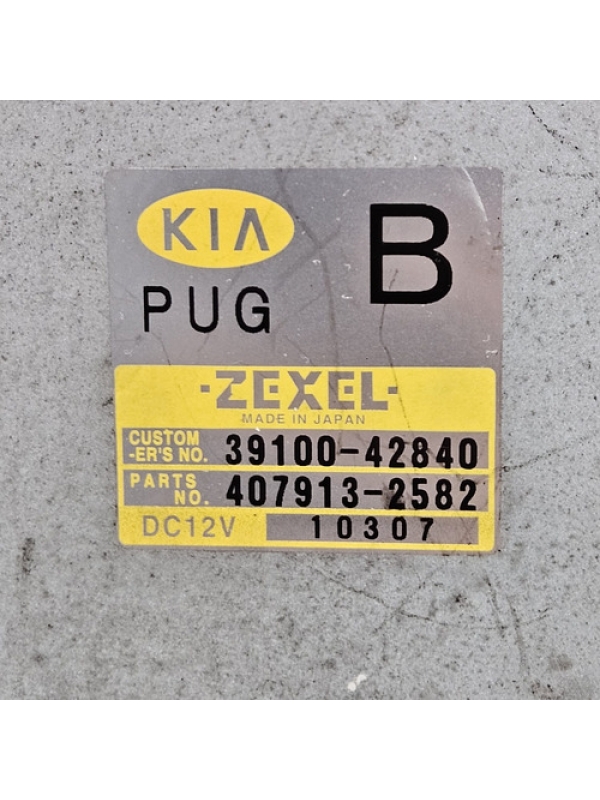 KIA
B
PUG
·ZEXEL·
MADE IN JAPAN
CUSTOM
-ER'S NO. 39100-42840
PARTS
NO. 407913-2582
DC12V 10307